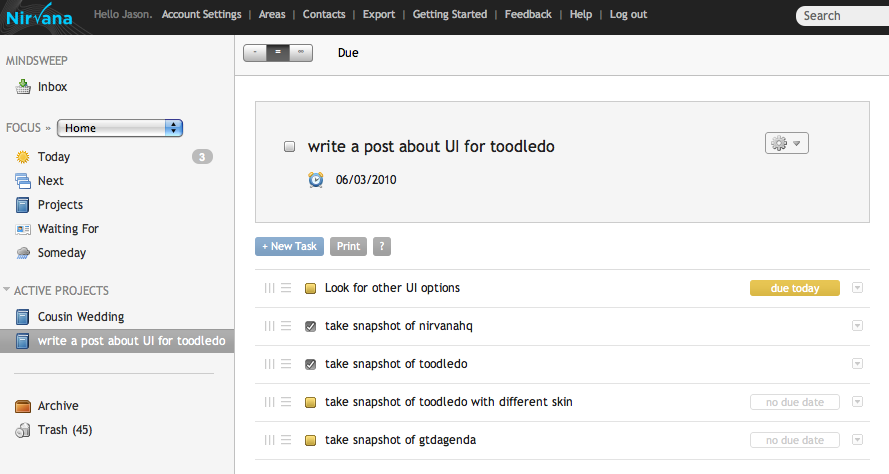 Nirvana
Hello Jason. Account Settings | Areas | Contacts | Export | Getting Started | Feedback | Help | Log out
Search
MINDSWEEP
Inbox
FOCUS » Home
Today 3
Next
Projects
Waiting For
Someday
ACTIVE PROJECTS
Cousin Wedding
write a post about UI for toodledo
Archive
Trash (45)
- = ≡ Due
write a post about UI for toodledo
06/03/2010
+ New Task Print ?
Look for other UI options due today
take snapshot of nirvanahq
take snapshot of toodledo
take snapshot of toodledo with different skin no due date
take snapshot of gtdagenda no due date